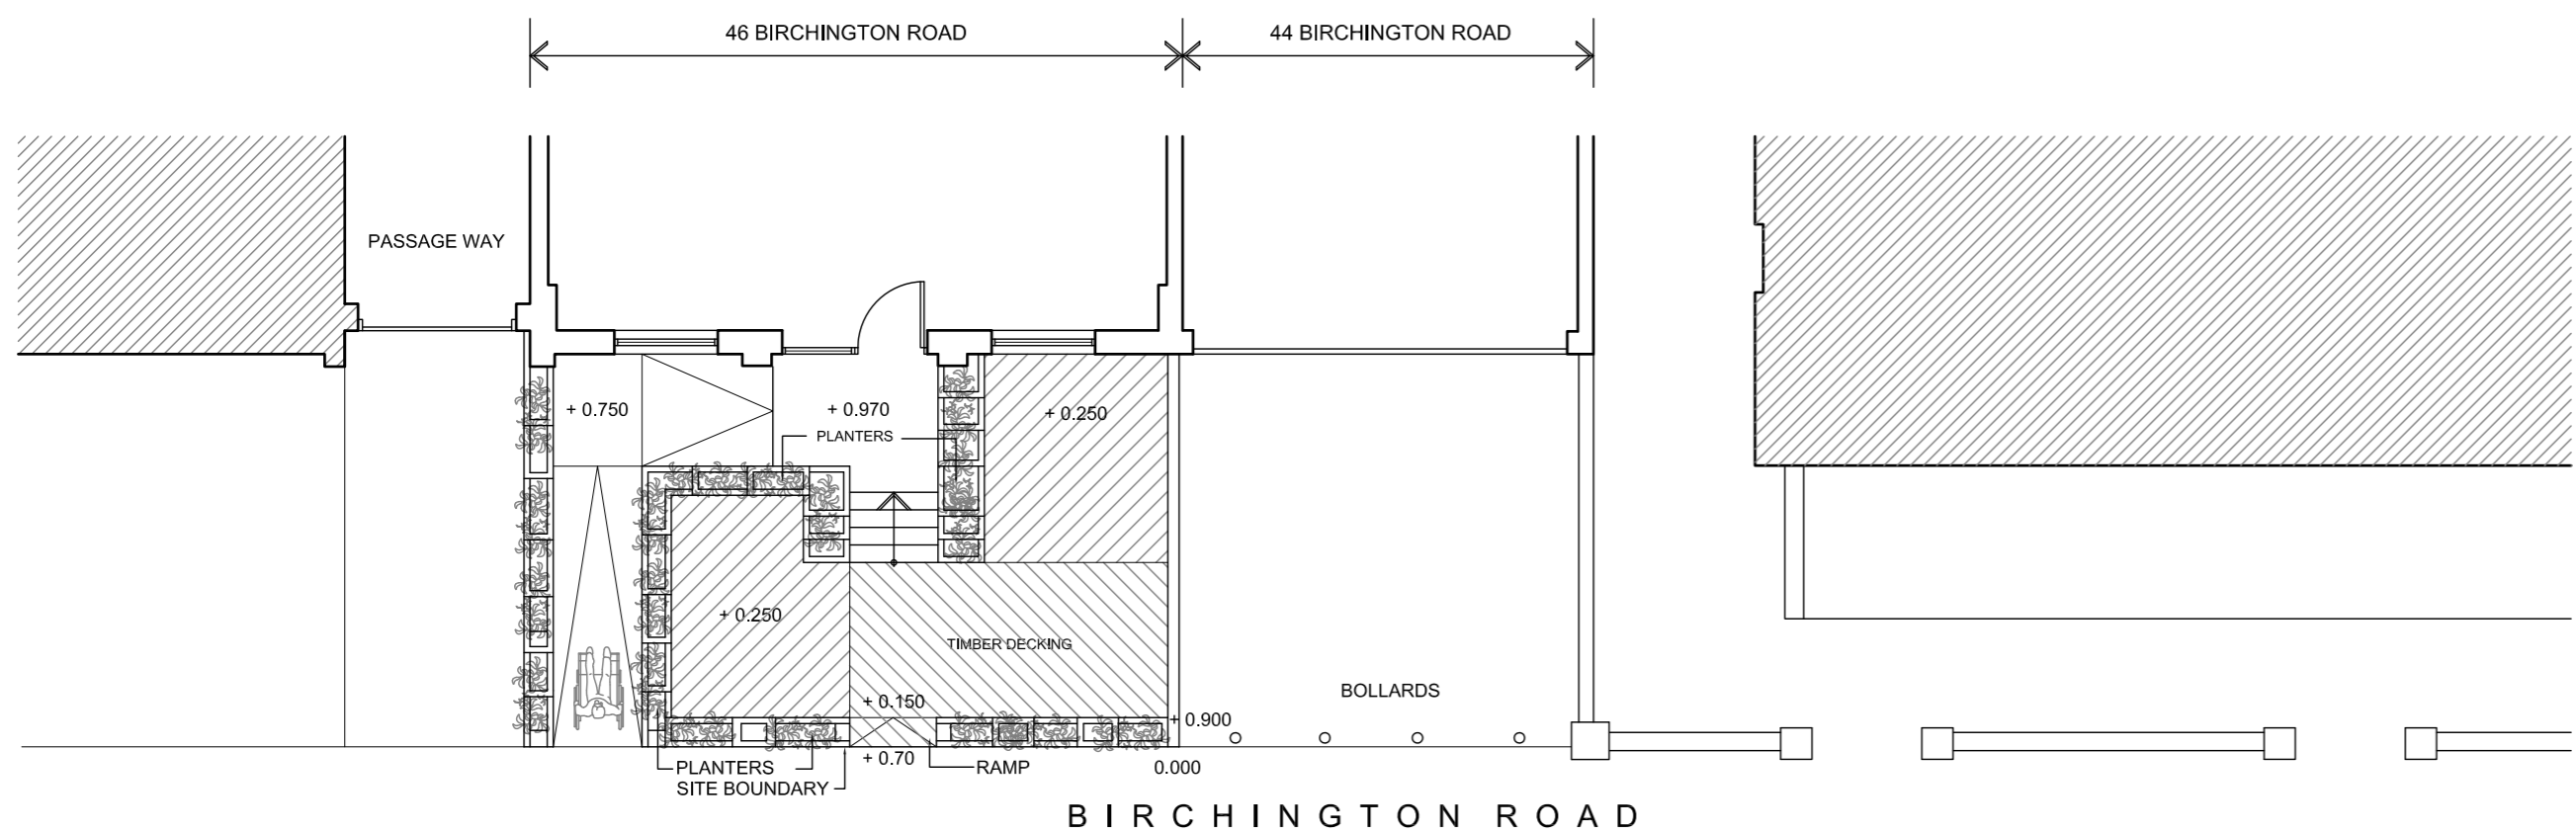 46 BIRCHINGTON ROAD
44 BIRCHINGTON ROAD
PASSAGE WAY
+ 0.750
+ 0.970
+ 0.250
PLANTERS
+ 0.250
TIMBER DECKING
+ 0.150
BOLLARDS
+ 0.900
+ 0.70
PLANTERS
RAMP
0.000
SITE BOUNDARY
BIRCHINGTON ROAD